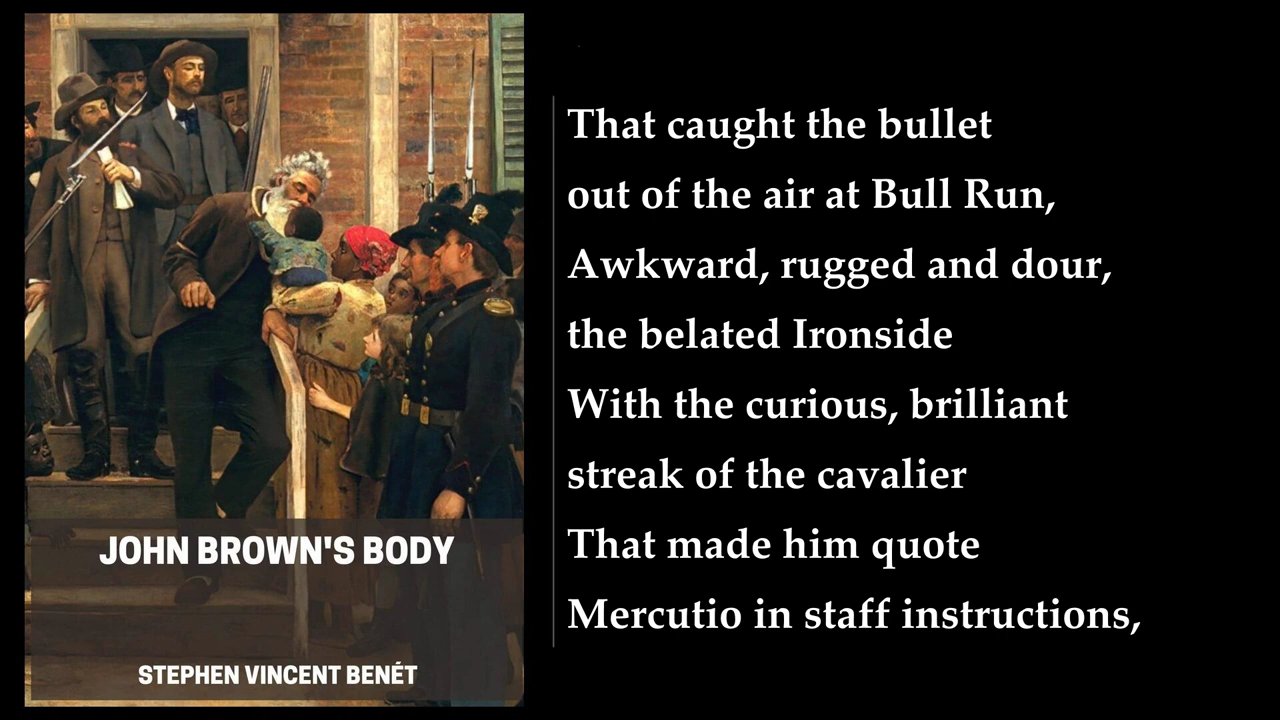 JOHN BROWN'S BODY
STEPHEN VINCENT BENÉT
That caught the bullet
out of the air at Bull Run,
Awkward, rugged and dour,
the belated Ironside
With the curious, brilliant
streak of the cavalier
That made him quote
Mercutio in staff instructions,